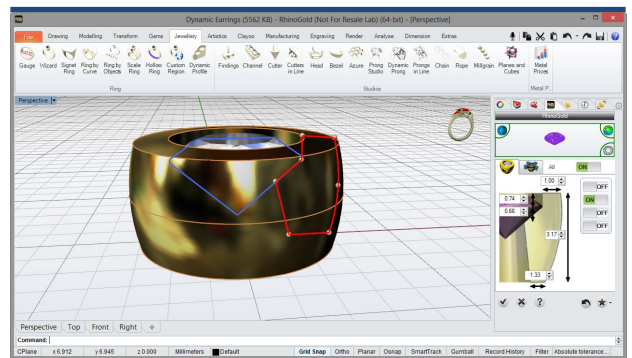 RG Dynamic Earrings (5562 KB) - RhinoGold (Not For Resale Lab) (64-bit) - [Perspective]
File Drawing Modelling Transform Gems Jewellery Artistics Clayoo Manufacturing Engraving Render Analyse Dimension Extras
Gauge Wizard Signet Ring Ring by Curve Ring by Objects Scale Ring Hollow Ring Custom Region Dynamic Profile Findings Channel Cutter Cutters in Line Head Bezel Azure Prong Studio Dynamic Prong Prongs in Line Chain Rope Millgrain Planes and Cubes Metal Prices
Ring Studios Metal P...
Perspective
RhinoGold
All ON
1.00
OFF
0.74 ON
0.66 OFF
3.17 OFF
1.33
Perspective Top Front Right
Command:
CPlane x 6.912 y 6.945 z 0.000 Millimeters Default Grid Snap Ortho Planar Osnap SmartTrack Gumball Record History Filter Absolute tolerance:...